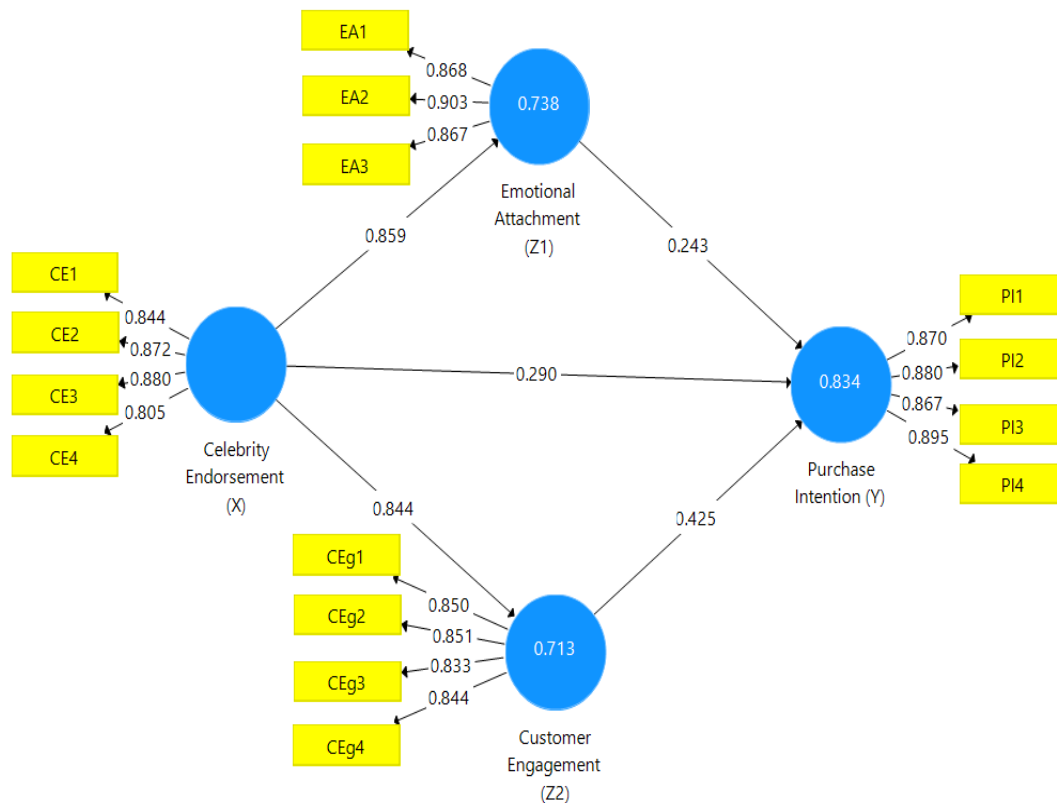 EA1
0.868
EA2
0.903
EA3
0.867
0.738
Emotional
Attachment
(Z1)
0.859
0.243
CE1
0.844
CE2
0.872
CE3
0.880
CE4
0.805
Celebrity
Endorsement
(X)
0.290
PI1
0.870
PI2
0.880
PI3
0.867
PI4
0.895
0.834
Purchase
Intention (Y)
0.844
0.425
CEg1
0.850
CEg2
0.851
CEg3
0.833
CEg4
0.844
0.713
Customer
Engagement
(Z2)